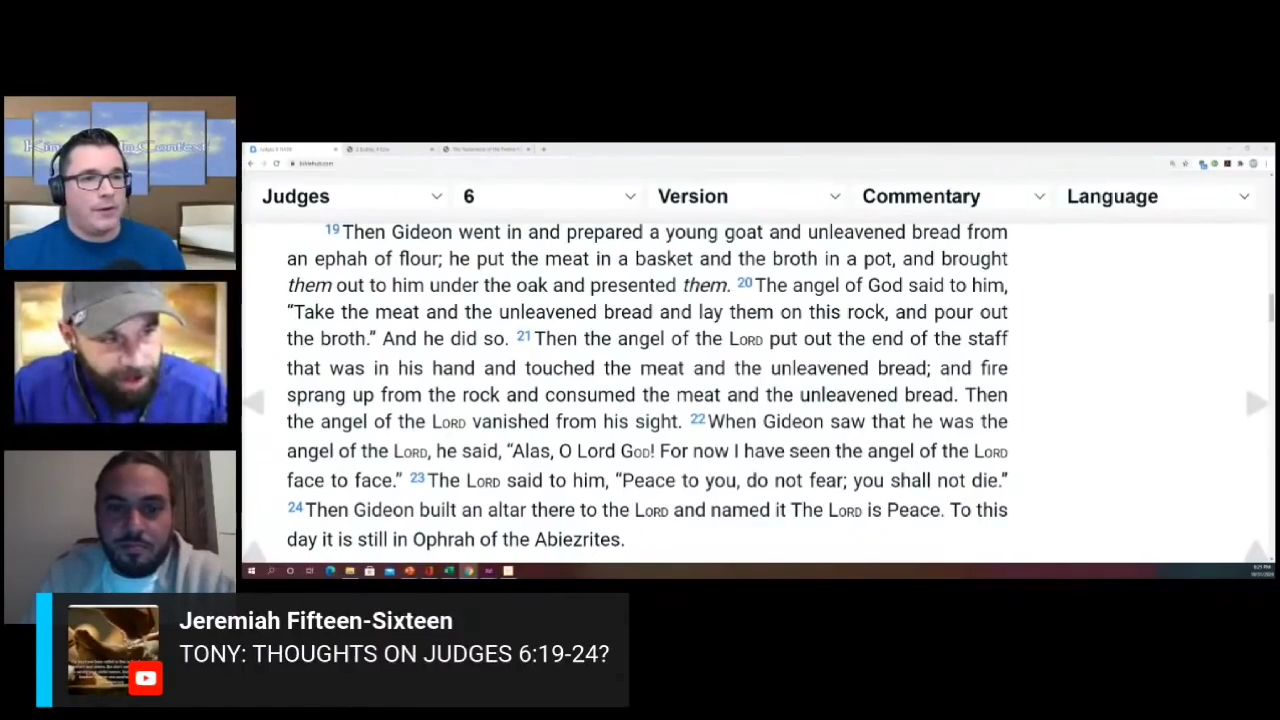 Judges 6 Version Commentary Language
19 Then Gideon went in and prepared a young goat and unleavened bread from
an ephah of flour; he put the meat in a basket and the broth in a pot, and brought
them out to him under the oak and presented them. 20 The angel of God said to him,
“Take the meat and the unleavened bread and lay them on this rock, and pour out
the broth.” And he did so. 21 Then the angel of the LORD put out the end of the staff
that was in his hand and touched the meat and the unleavened bread; and fire
sprang up from the rock and consumed the meat and the unleavened bread. Then
the angel of the LORD vanished from his sight. 22 When Gideon saw that he was the
angel of the LORD, he said, “Alas, O Lord GOD! For now I have seen the angel of the LORD
face to face.” 23 The LORD said to him, “Peace to you, do not fear; you shall not die.”
24 Then Gideon built an altar there to the LORD and named it The LORD is Peace. To this
day it is still in Ophrah of the Abiezrites.
Jeremiah Fifteen-Sixteen
TONY: THOUGHTS ON JUDGES 6:19-24?